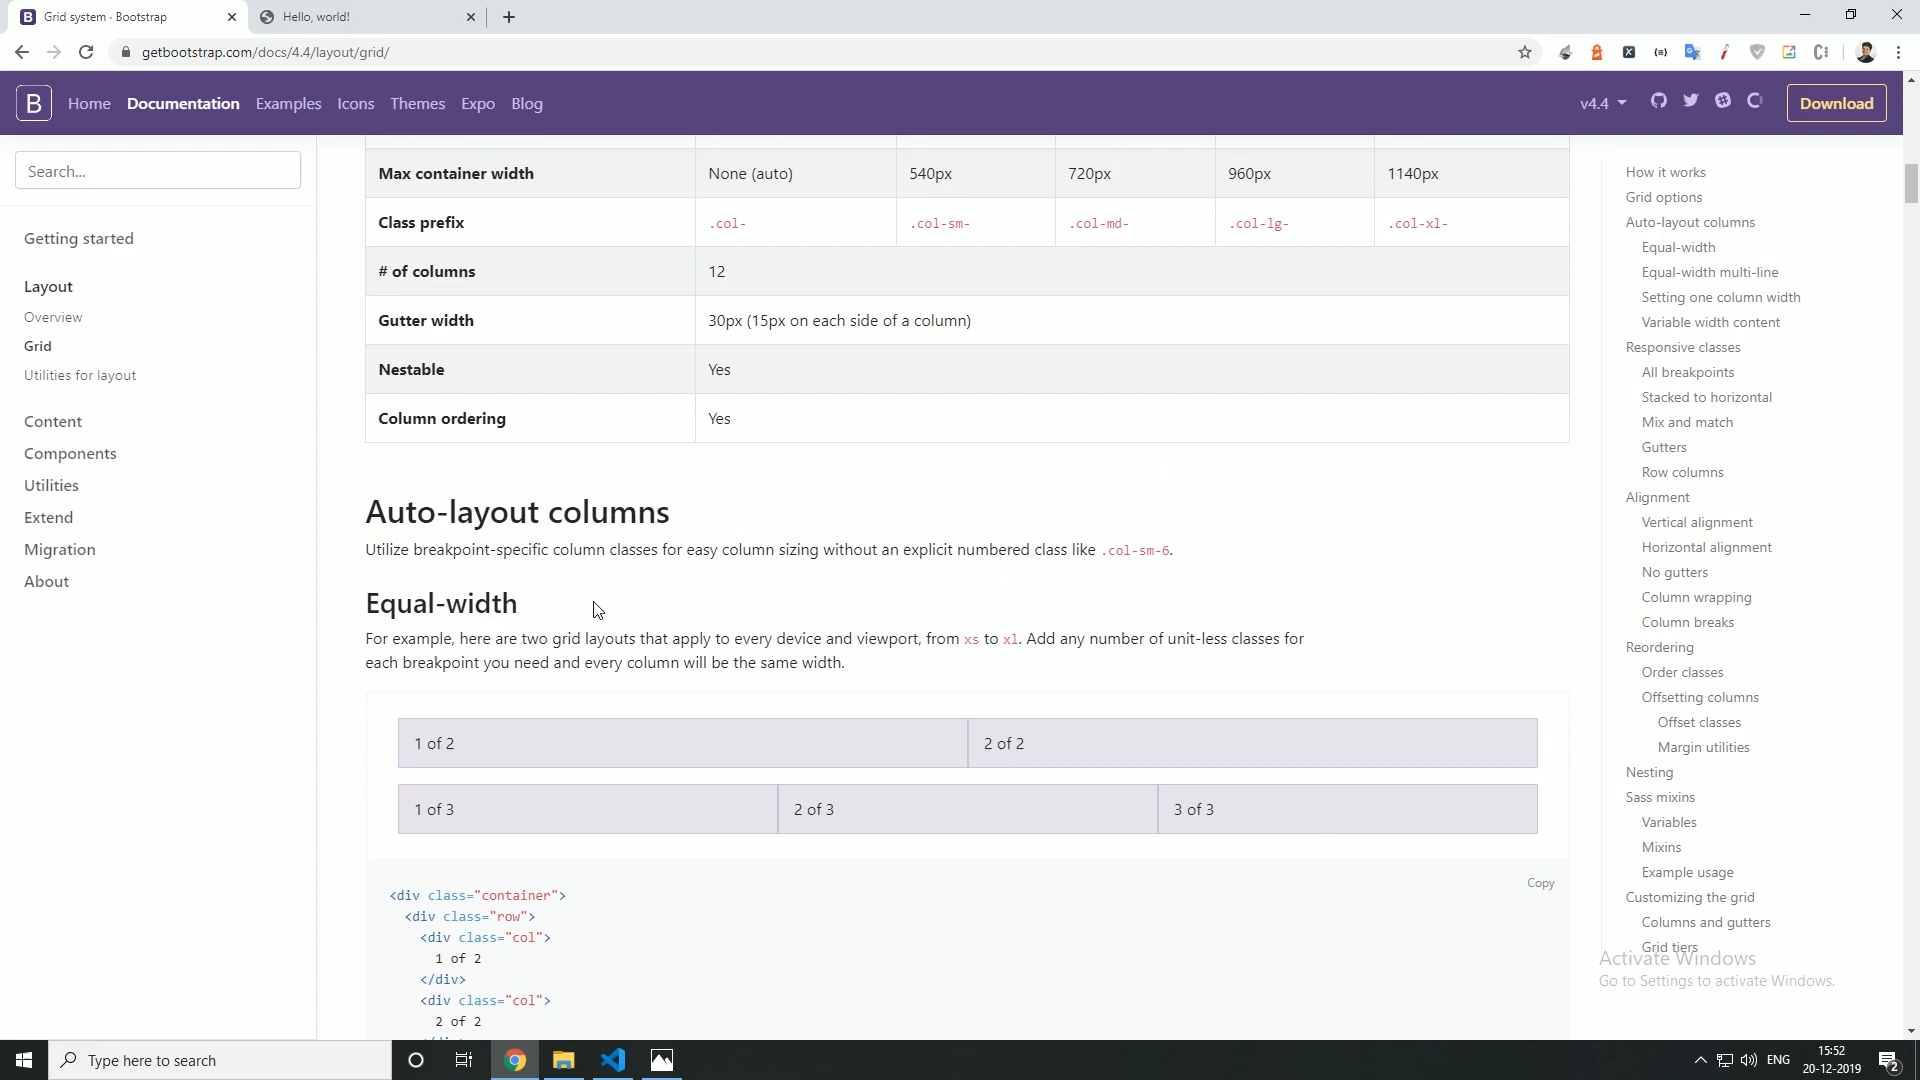 Grid system · Bootstrap
Hello, world!
getbootstrap.com/docs/4.4/layout/grid/
B
Home
Documentation
Examples
Icons
Themes
Expo
Blog
v4.4
Download
Search...
Getting started
Layout
Overview
Grid
Utilities for layout
Content
Components
Utilities
Extend
Migration
About
Max container width None (auto) 540px 720px 960px 1140px
Class prefix .col- .col-sm- .col-md- .col-lg- .col-xl-
# of columns 12
Gutter width 30px (15px on each side of a column)
Nestable Yes
Column ordering Yes
Auto-layout columns
Utilize breakpoint-specific column classes for easy column sizing without an explicit numbered class like .col-sm-6.
Equal-width
For example, here are two grid layouts that apply to every device and viewport, from xs to xl. Add any number of unit-less classes for
each breakpoint you need and every column will be the same width.
1 of 2 2 of 2
1 of 3 2 of 3 3 of 3
Copy
<div class="container">
<div class="row">
<div class="col">
1 of 2
</div>
<div class="col">
2 of 2
How it works
Grid options
Auto-layout columns
Equal-width
Equal-width multi-line
Setting one column width
Variable width content
Responsive classes
All breakpoints
Stacked to horizontal
Mix and match
Gutters
Row columns
Alignment
Vertical alignment
Horizontal alignment
No gutters
Column wrapping
Column breaks
Reordering
Order classes
Offsetting columns
Offset classes
Margin utilities
Nesting
Sass mixins
Variables
Mixins
Example usage
Customizing the grid
Columns and gutters
Grid tiers
Activate Windows
Go to Settings to activate Windows.
Type here to search
ENG
15:52
20-12-2019
2